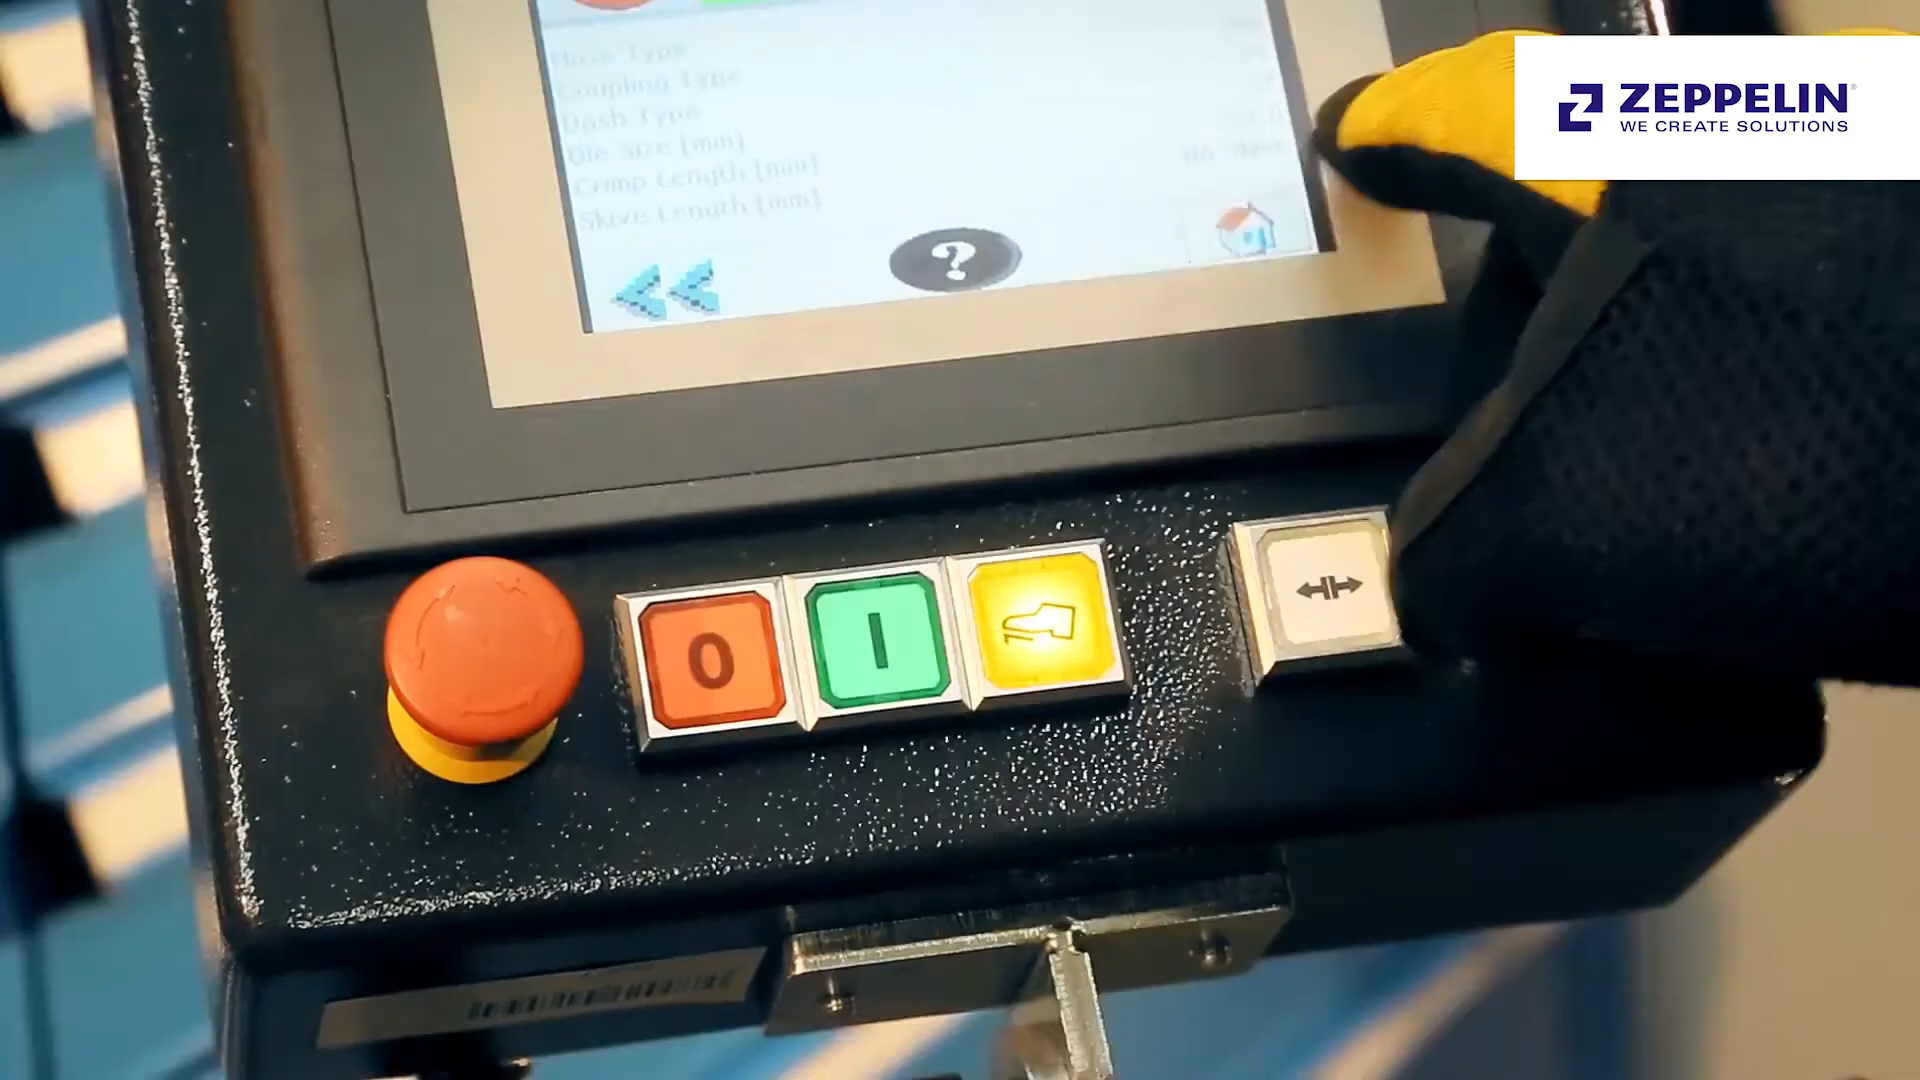 ZEPPELIN®
WE CREATE SOLUTIONS
Hose Type
Coupling Type
Dash Type
Die Size [mm]
Crimp Length [mm]
Skive Length [mm]
?
O I